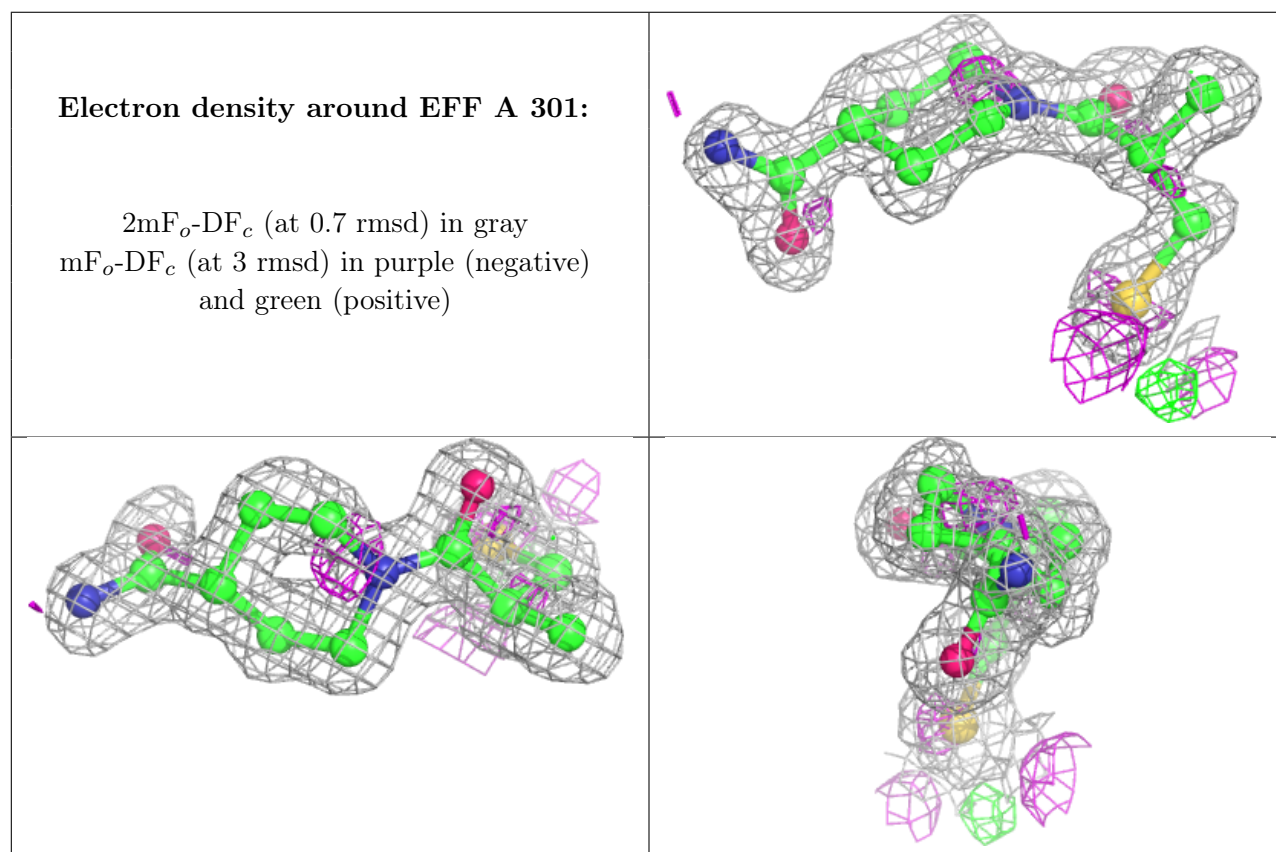 Electron density around EFF A 301:
2mFo-DFc (at 0.7 rmsd) in gray
mFo-DFc (at 3 rmsd) in purple (negative)
and green (positive)